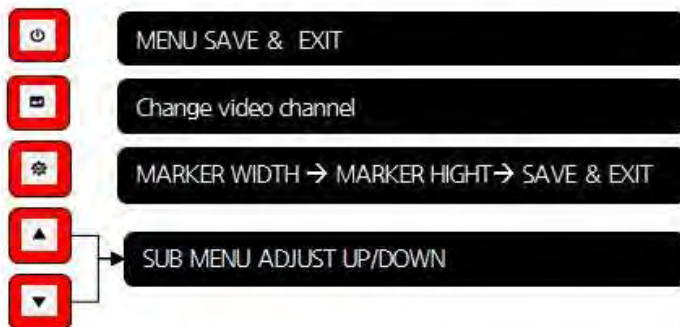 MENU SAVE & EXIT
Change video channel
MARKER WIDTH → MARKER HIGHT→ SAVE & EXIT
SUB MENU ADJUST UP/DOWN